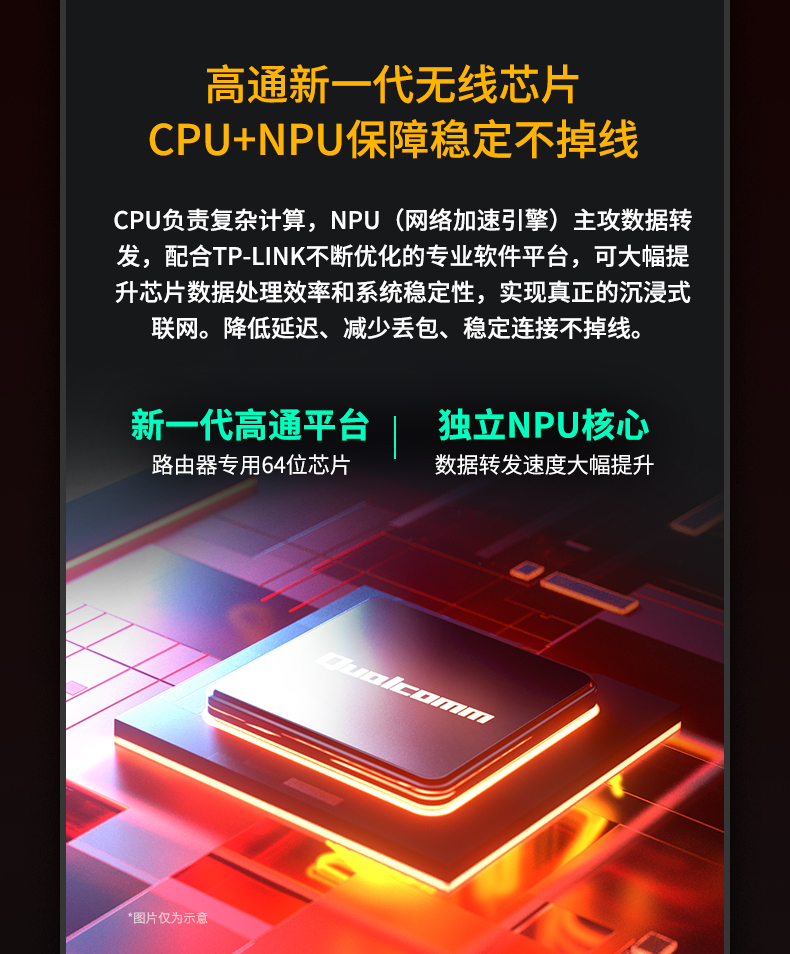 高通新一代无线芯片
CPU+NPU保障稳定不掉线
CPU负责复杂计算，NPU（网络加速引擎）主攻数据转
发，配合TP-LINK不断优化的专业软件平台，可大幅提
升芯片数据处理效率和系统稳定性，实现真正的沉浸式
联网。降低延迟、减少丢包、稳定连接不掉线。
新一代高通平台
路由器专用64位芯片
独立NPU核心
数据转发速度大幅提升
Qualcomm
*图片仅为示意